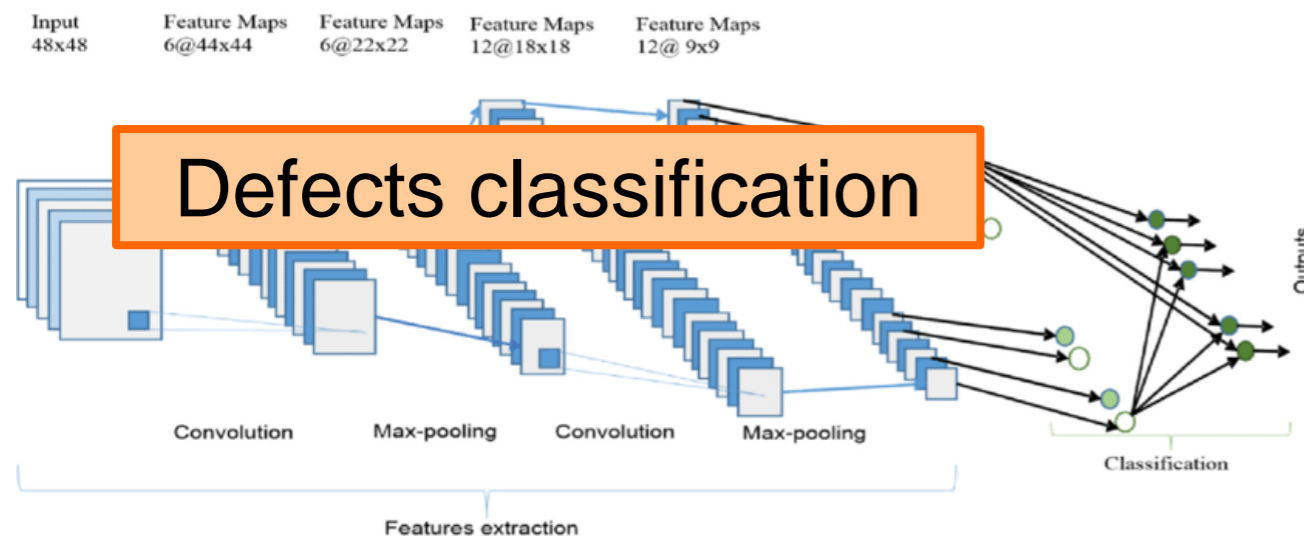 Input
48x48
Feature Maps
6@44x44
Feature Maps
6@22x22
Feature Maps
12@18x18
Feature Maps
12@ 9x9
Defects classification
Outputs
Convolution
Max-pooling
Convolution
Max-pooling
Classification
Features extraction